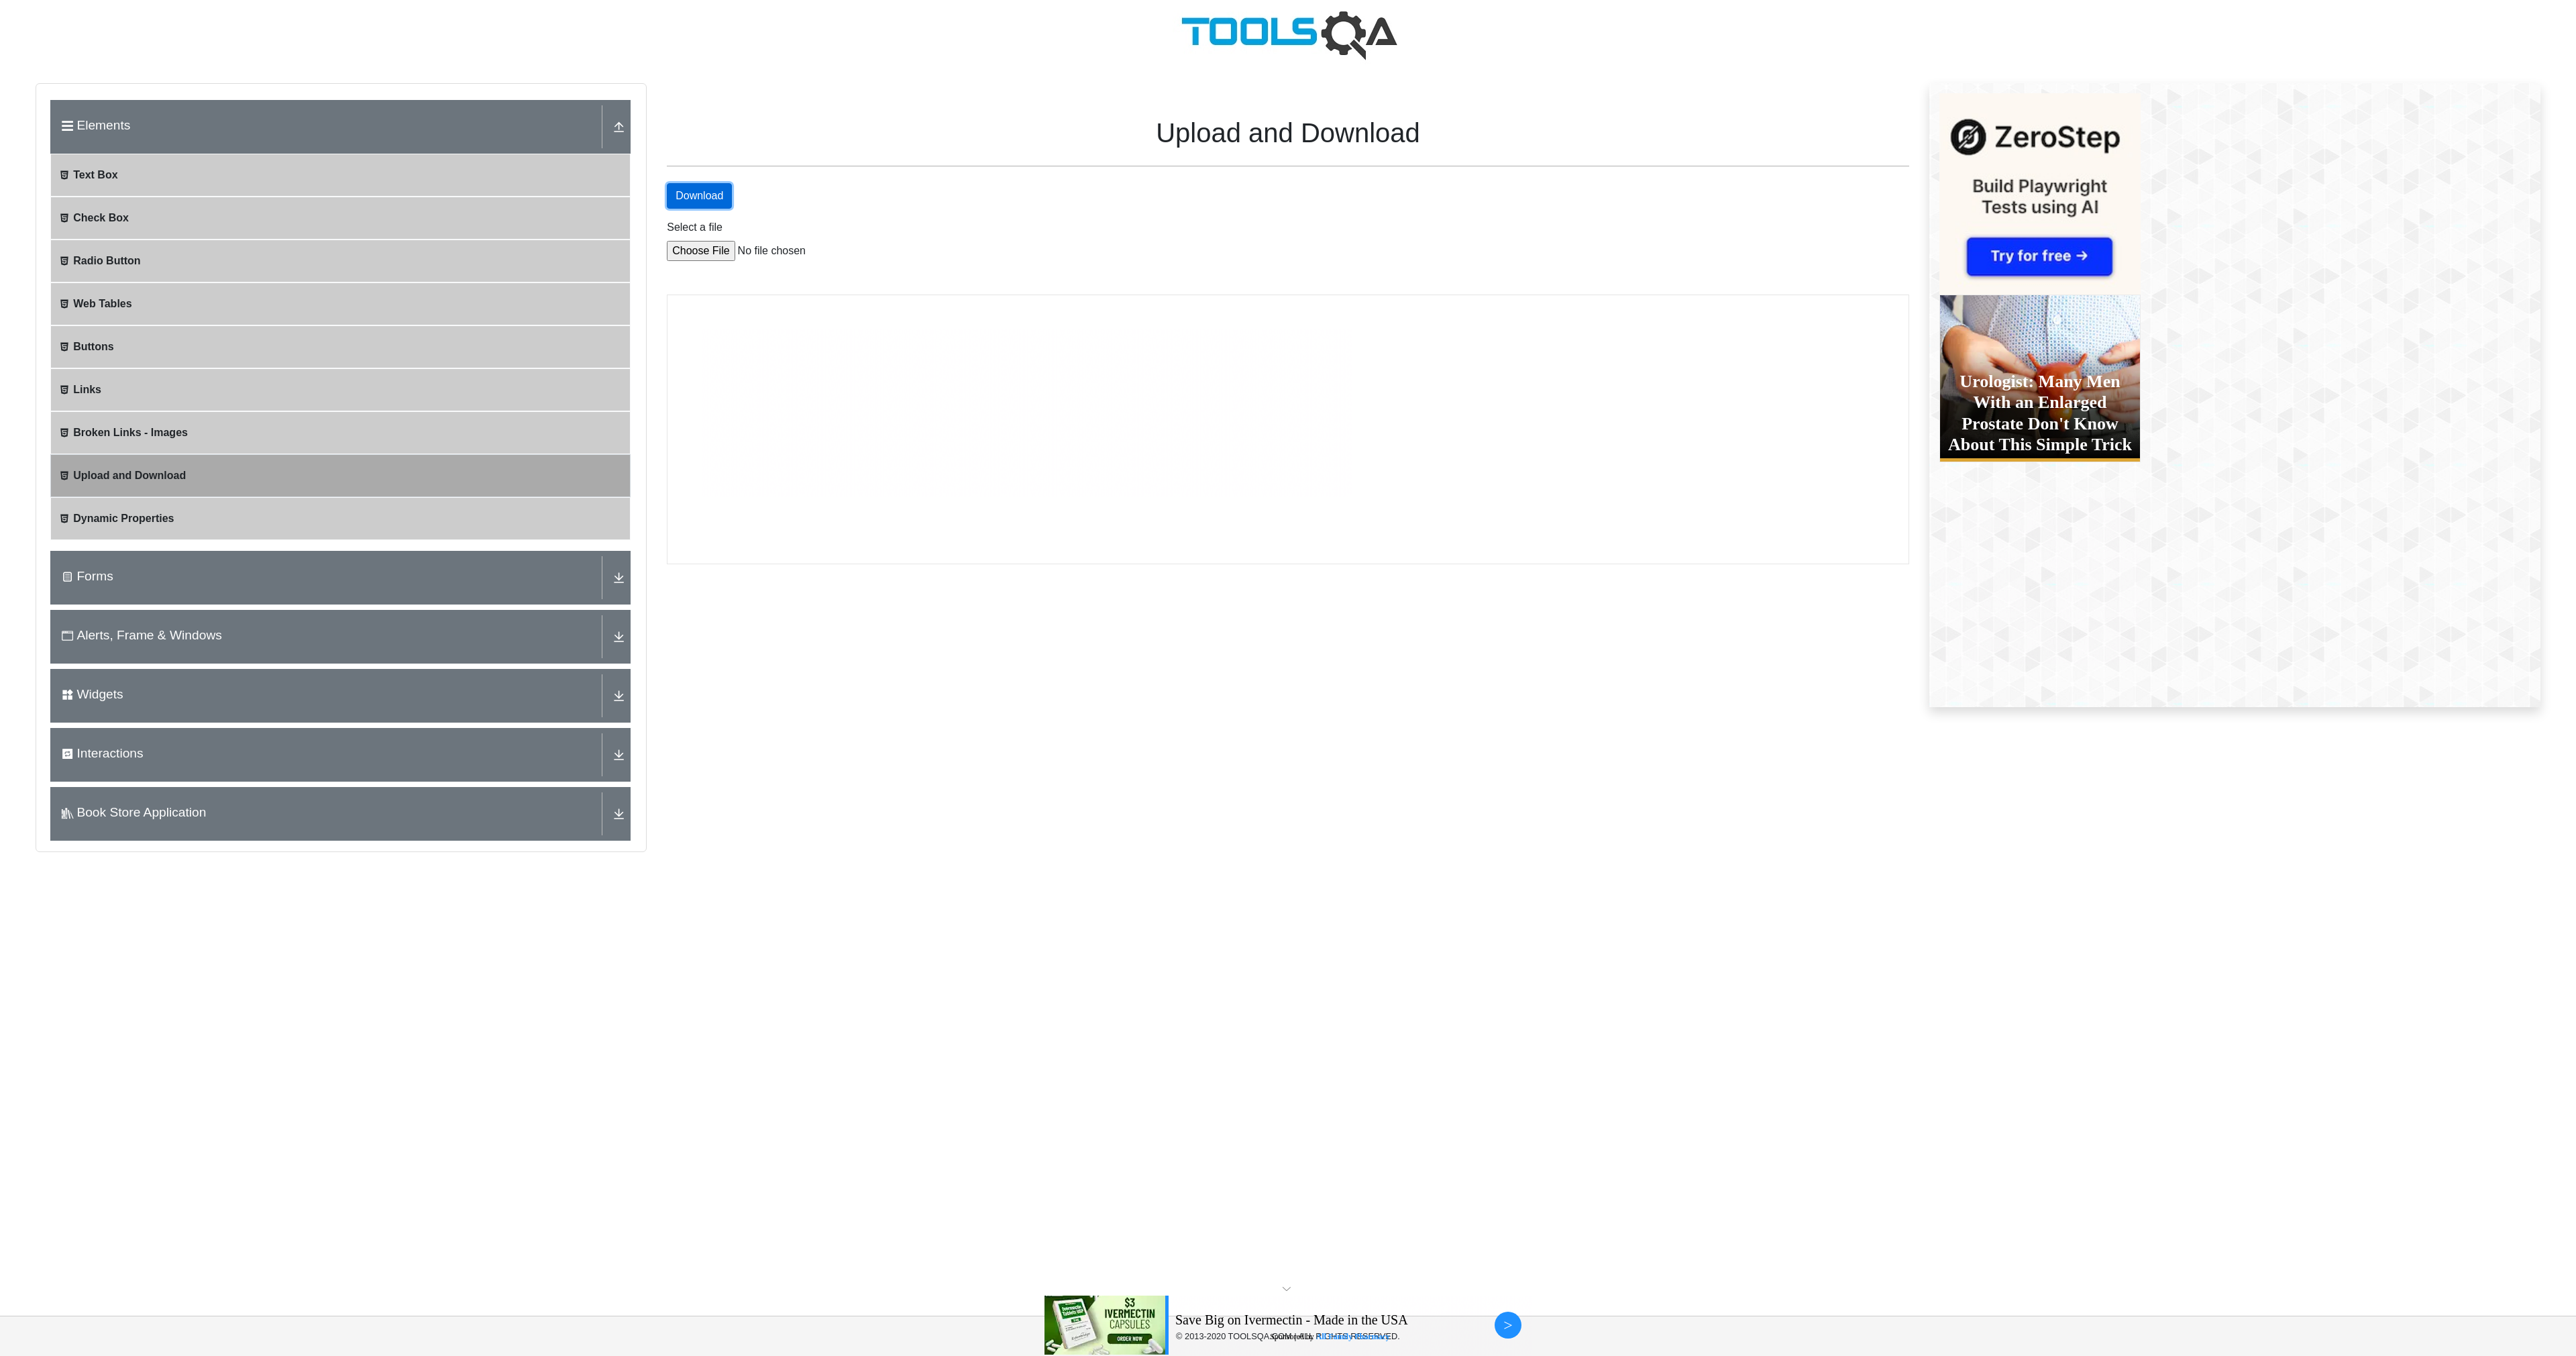 TOOLSQA
Elements
Text Box
Check Box
Radio Button
Web Tables
Buttons
Links
Broken Links - Images
Upload and Download
Dynamic Properties
Forms
Alerts, Frame & Windows
Widgets
Interactions
Book Store Application
Upload and Download
Download
Select a file
Choose File No file chosen
ZeroStep
Build Playwright
Tests using AI
Try for free →
Urologist: Many Men
With an Enlarged
Prostate Don't Know
About This Simple Trick
$3
IVERMECTIN
CAPSULES
ORDER NOW
Save Big on Ivermectin - Made in the USA
© 2013-2020 TOOLSQA.COM | ALL RIGHTS RESERVED.
>